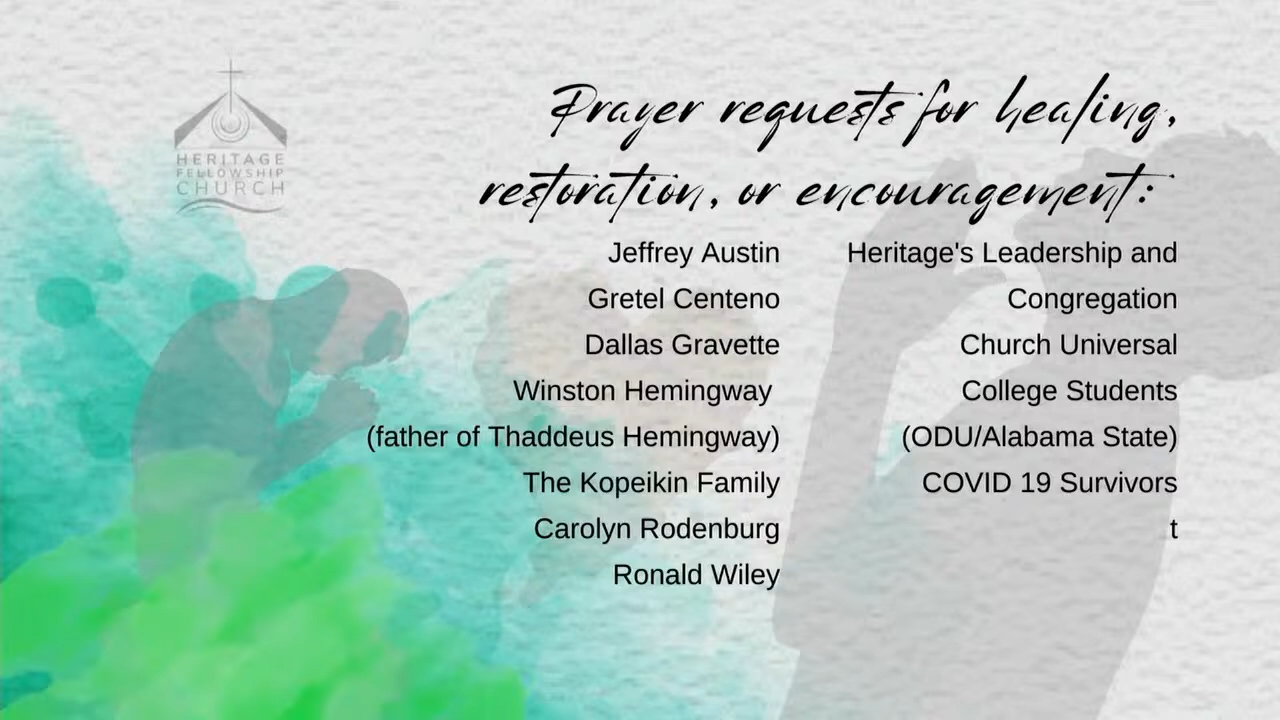 HERITAGE
FELLOWSHIP
CHURCH
Prayer requests for healing,
restoration, or encouragement:
Jeffrey Austin
Gretel Centeno
Dallas Gravette
Winston Hemingway
(father of Thaddeus Hemingway)
The Kopeikin Family
Carolyn Rodenburg
Ronald Wiley
Heritage's Leadership and
Congregation
Church Universal
College Students
(ODU/Alabama State)
COVID 19 Survivors
t